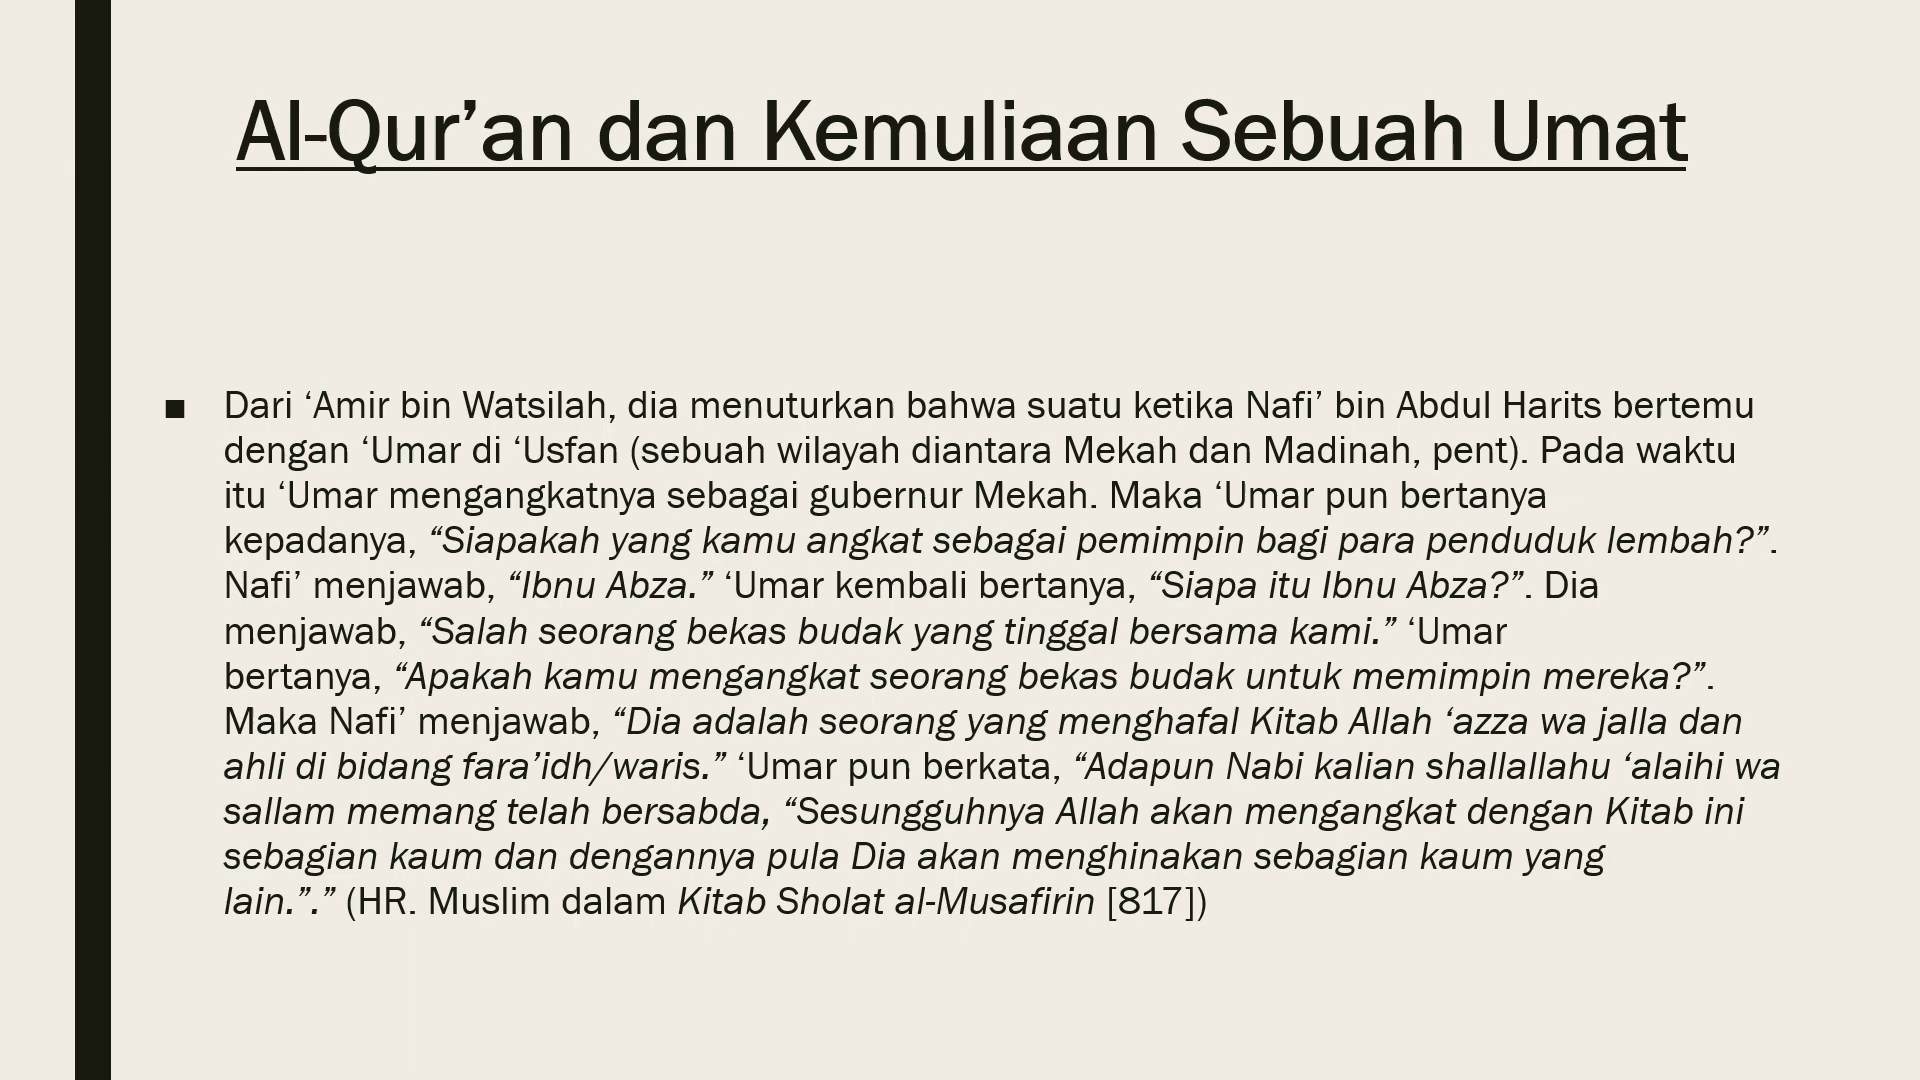 Al-Qur’an dan Kemuliaan Sebuah Umat
■ Dari ‘Amir bin Watsilah, dia menuturkan bahwa suatu ketika Nafi’ bin Abdul Harits bertemu
dengan ‘Umar di ‘Usfan (sebuah wilayah diantara Mekah dan Madinah, pent). Pada waktu
itu ‘Umar mengangkatnya sebagai gubernur Mekah. Maka ‘Umar pun bertanya
kepadanya, “Siapakah yang kamu angkat sebagai pemimpin bagi para penduduk lembah?”.
Nafi’ menjawab, “Ibnu Abza.” ‘Umar kembali bertanya, “Siapa itu Ibnu Abza?”. Dia
menjawab, “Salah seorang bekas budak yang tinggal bersama kami.” ‘Umar
bertanya, “Apakah kamu mengangkat seorang bekas budak untuk memimpin mereka?”.
Maka Nafi’ menjawab, “Dia adalah seorang yang menghafal Kitab Allah ‘azza wa jalla dan
ahli di bidang fara’idh/waris.” ‘Umar pun berkata, “Adapun Nabi kalian shallallahu ‘alaihi wa
sallam memang telah bersabda, “Sesungguhnya Allah akan mengangkat dengan Kitab ini
sebagian kaum dan dengannya pula Dia akan menghinakan sebagian kaum yang
lain.”.” (HR. Muslim dalam Kitab Sholat al-Musafirin [817])